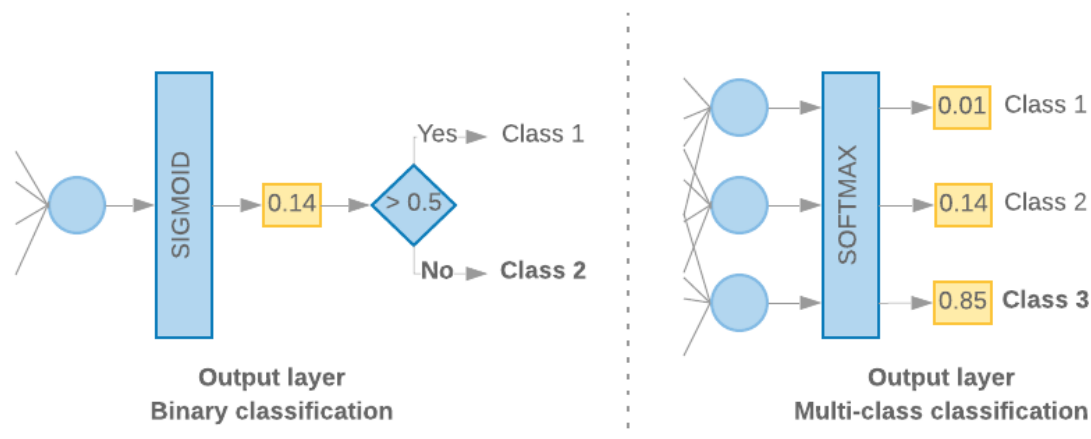 SIGMOID
0.14
> 0.5
Yes
Class 1
No
Class 2
Output layer
Binary classification
SOFTMAX
0.01
Class 1
0.14
Class 2
0.85
Class 3
Output layer
Multi-class classification